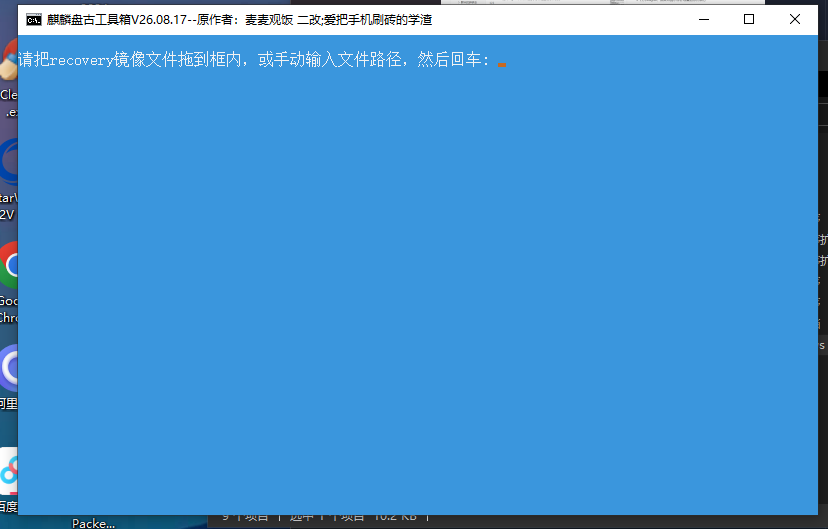 麒麟盘古工具箱V26.08.17--原作者：麦麦观饭 二改;爱把手机刷砖的学渣
请把recovery镜像文件拖到框内，或手动输入文件路径，然后回车：
Cle
.ex
tarW
2V
Goo
Chro
阿里
百度
Packe...
9 个项目 | 选中 1 个项目 10.2 KB |